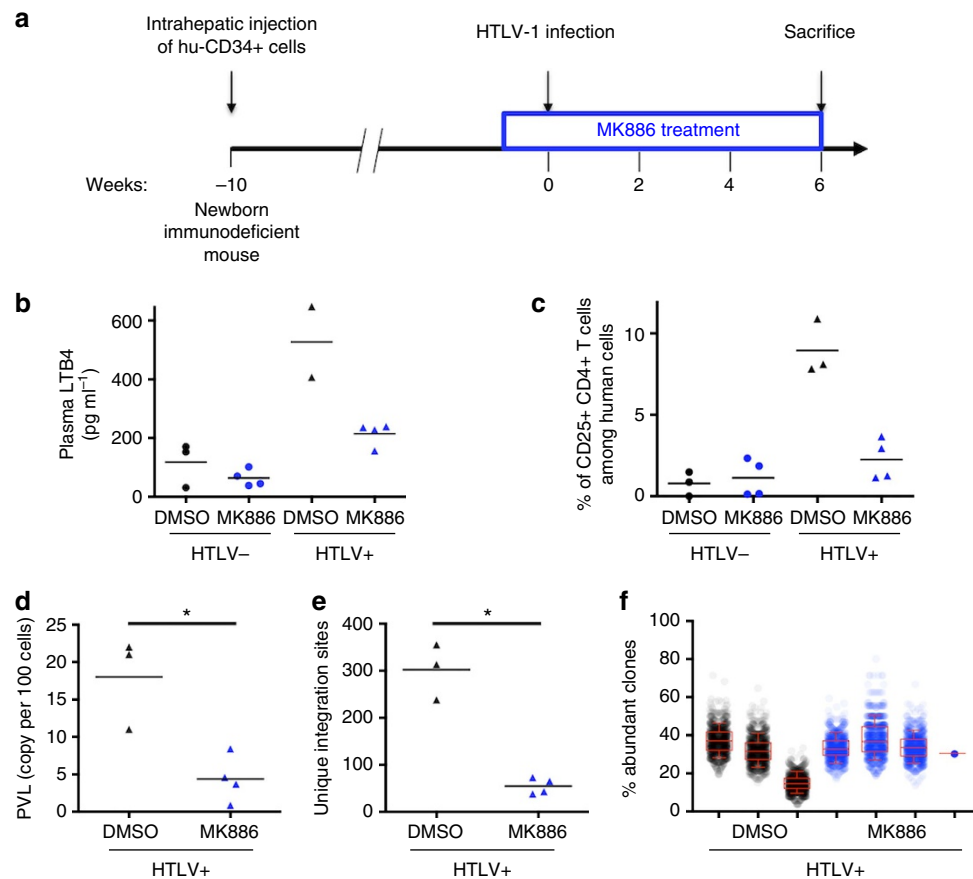 a
Intrahepatic injection
of hu-CD34+ cells
HTLV-1 infection
Sacrifice
MK886 treatment
Weeks:
–10
0
2
4
6
Newborn
immunodeficient
mouse
b
Plasma LTB4
(pg ml⁻¹)
600
400
200
0
DMSO MK886 DMSO MK886
HTLV– HTLV+
c
% of CD25+ CD4+ T cells
among human cells
10
5
0
DMSO MK886 DMSO MK886
HTLV– HTLV+
d
PVL (copy per 100 cells)
25
20
15
10
5
0
*
DMSO MK886
HTLV+
e
Unique integration sites
400
300
200
100
0
*
DMSO MK886
HTLV+
f
% abundant clones
100
80
60
40
20
0
DMSO MK886
HTLV+